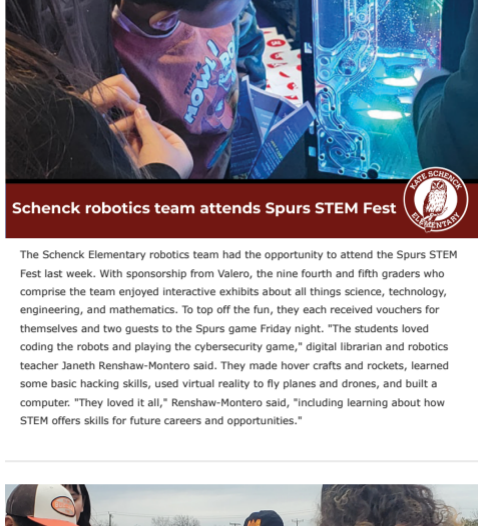 THIS IS
HOW I
RO
KATE SCHENCK
ELEMENTARY
Schenck robotics team attends Spurs STEM Fest
The Schenck Elementary robotics team had the opportunity to attend the Spurs STEM
Fest last week. With sponsorship from Valero, the nine fourth and fifth graders who
comprise the team enjoyed interactive exhibits about all things science, technology,
engineering, and mathematics. To top off the fun, they each received vouchers for
themselves and two guests to the Spurs game Friday night. "The students loved
coding the robots and playing the cybersecurity game," digital librarian and robotics
teacher Janeth Renshaw-Montero said. They made hover crafts and rockets, learned
some basic hacking skills, used virtual reality to fly planes and drones, and built a
computer. "They loved it all," Renshaw-Montero said, "including learning about how
STEM offers skills for future careers and opportunities."